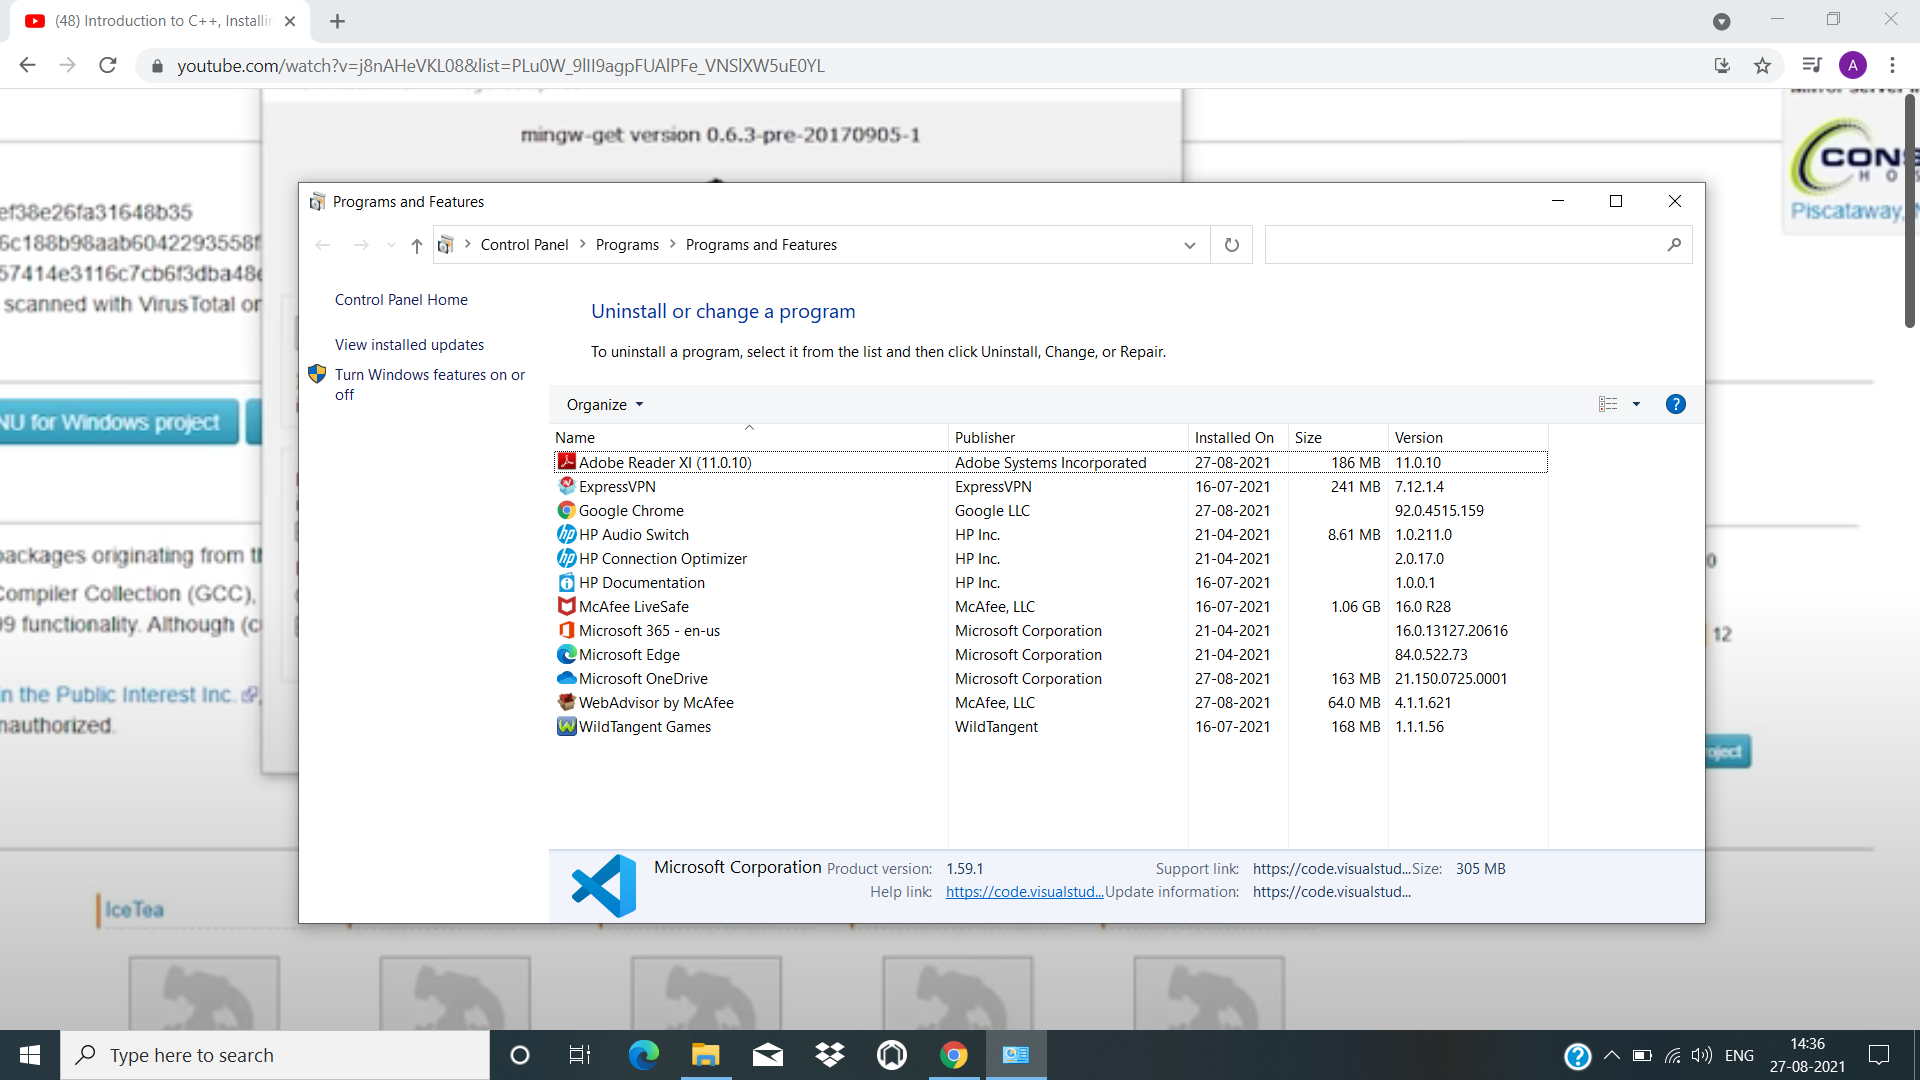 (48) Introduction to C++, Installin
youtube.com/watch?v=j8nAHeVKL08&list=PLu0W_9lII9agpFUAlPFe_VNSlXW5uE0YL
A
mingw-get version 0.6.3-pre-20170905-1
CONS
HOS
Piscataway,
ef38e26fa31648b35
6c188b98aab6042293558f
57414e3116c7cb6f3dba48e
scanned with VirusTotal or
NU for Windows project
packages originating from th
Compiler Collection (GCC),
99 functionality. Although (c
in the Public Interest Inc.
nauthorized.
0
12
oject
IceTea
Programs and Features
Control Panel
Programs
Programs and Features
Control Panel Home
View installed updates
Turn Windows features on or
off
Uninstall or change a program
To uninstall a program, select it from the list and then click Uninstall, Change, or Repair.
Organize
?
Name Publisher Installed On Size Version
Adobe Reader XI (11.0.10) Adobe Systems Incorporated 27-08-2021 186 MB 11.0.10
ExpressVPN ExpressVPN 16-07-2021 241 MB 7.12.1.4
Google Chrome Google LLC 27-08-2021 92.0.4515.159
HP Audio Switch HP Inc. 21-04-2021 8.61 MB 1.0.211.0
HP Connection Optimizer HP Inc. 21-04-2021 2.0.17.0
HP Documentation HP Inc. 16-07-2021 1.0.0.1
McAfee LiveSafe McAfee, LLC 16-07-2021 1.06 GB 16.0 R28
Microsoft 365 - en-us Microsoft Corporation 21-04-2021 16.0.13127.20616
Microsoft Edge Microsoft Corporation 21-04-2021 84.0.522.73
Microsoft OneDrive Microsoft Corporation 27-08-2021 163 MB 21.150.0725.0001
WebAdvisor by McAfee McAfee, LLC 27-08-2021 64.0 MB 4.1.1.621
WildTangent Games WildTangent 16-07-2021 168 MB 1.1.1.56
Microsoft Corporation Product version: 1.59.1 Support link: https://code.visualstud... Size: 305 MB
Help link: https://code.visualstud... Update information: https://code.visualstud...
Type here to search
ENG
14:36
27-08-2021